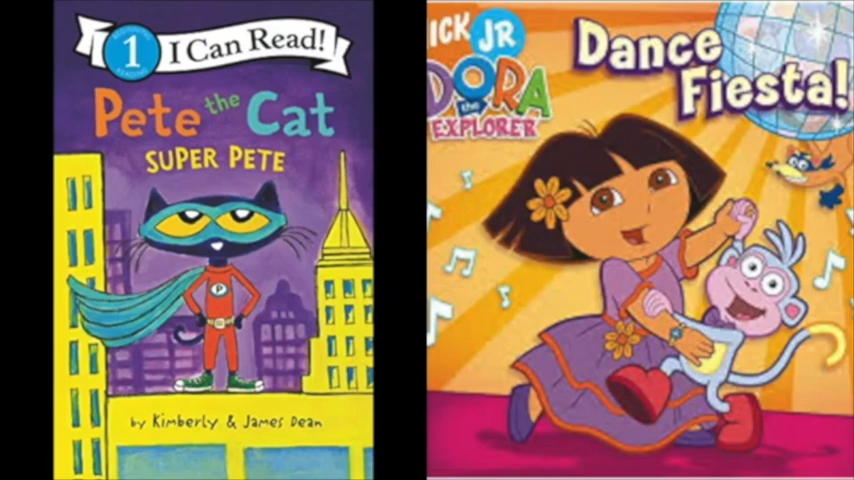 1
I Can Read!
Pete the Cat
SUPER PETE
P
by Kimberly & James Dean
ICK JR
DORA
the
EXPLORER
Dance
Fiesta!